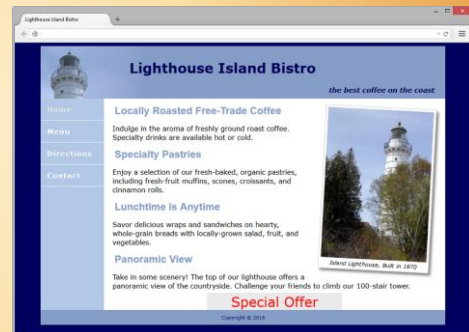 Lighthouse Island Bistro
Lighthouse Island Bistro
the best coffee on the coast
Home
Menu
Directions
Contact
Locally Roasted Free-Trade Coffee
Indulge in the aroma of freshly ground roast coffee.
Specialty drinks are available hot or cold.
Specialty Pastries
Enjoy a selection of our fresh-baked, organic pastries,
including fresh-fruit muffins, scones, croissants, and
cinnamon rolls.
Lunchtime is Anytime
Savor delicious wraps and sandwiches on hearty,
whole-grain breads with locally-grown salad, fruit, and
vegetables.
Panoramic View
Take in some scenery! The top of our lighthouse offers a
panoramic view of the countryside. Challenge your friends to climb our 100-stair tower.
Island Lighthouse, Built in 1870
Special Offer
Copyright © 2016